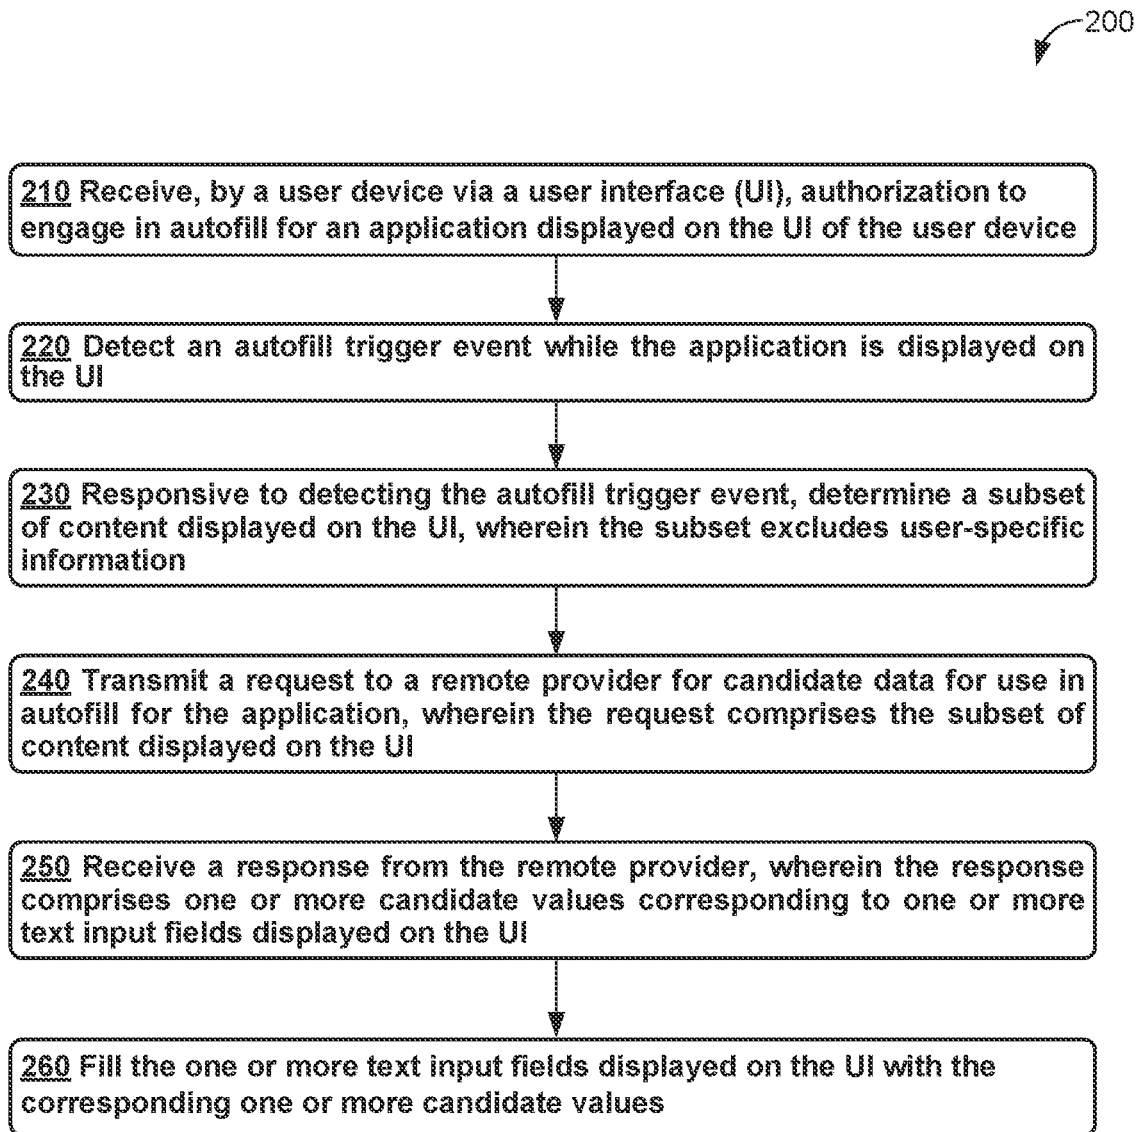 200
210 Receive, by a user device via a user interface (UI), authorization to
engage in autofill for an application displayed on the UI of the user device
220 Detect an autofill trigger event while the application is displayed on
the UI
230 Responsive to detecting the autofill trigger event, determine a subset
of content displayed on the UI, wherein the subset excludes user-specific
information
240 Transmit a request to a remote provider for candidate data for use in
autofill for the application, wherein the request comprises the subset of
content displayed on the UI
250 Receive a response from the remote provider, wherein the response
comprises one or more candidate values corresponding to one or more
text input fields displayed on the UI
260 Fill the one or more text input fields displayed on the UI with the
corresponding one or more candidate values